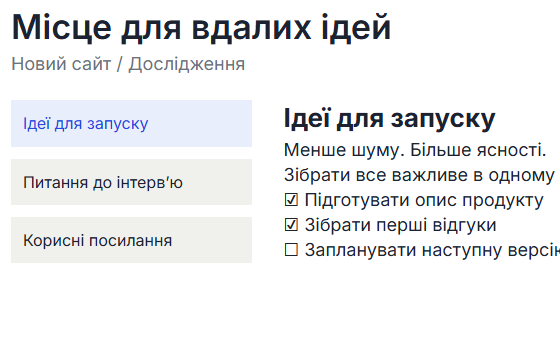 Місце для вдалих ідей
Новий сайт / Дослідження
Ідеї для запуску
Питання до інтерв’ю
Корисні посилання
Ідеї для запуску
Менше шуму. Більше ясності.
Зібрати все важливе в одному
☑ Підготувати опис продукту
☑ Зібрати перші відгуки
☐ Запланувати наступну